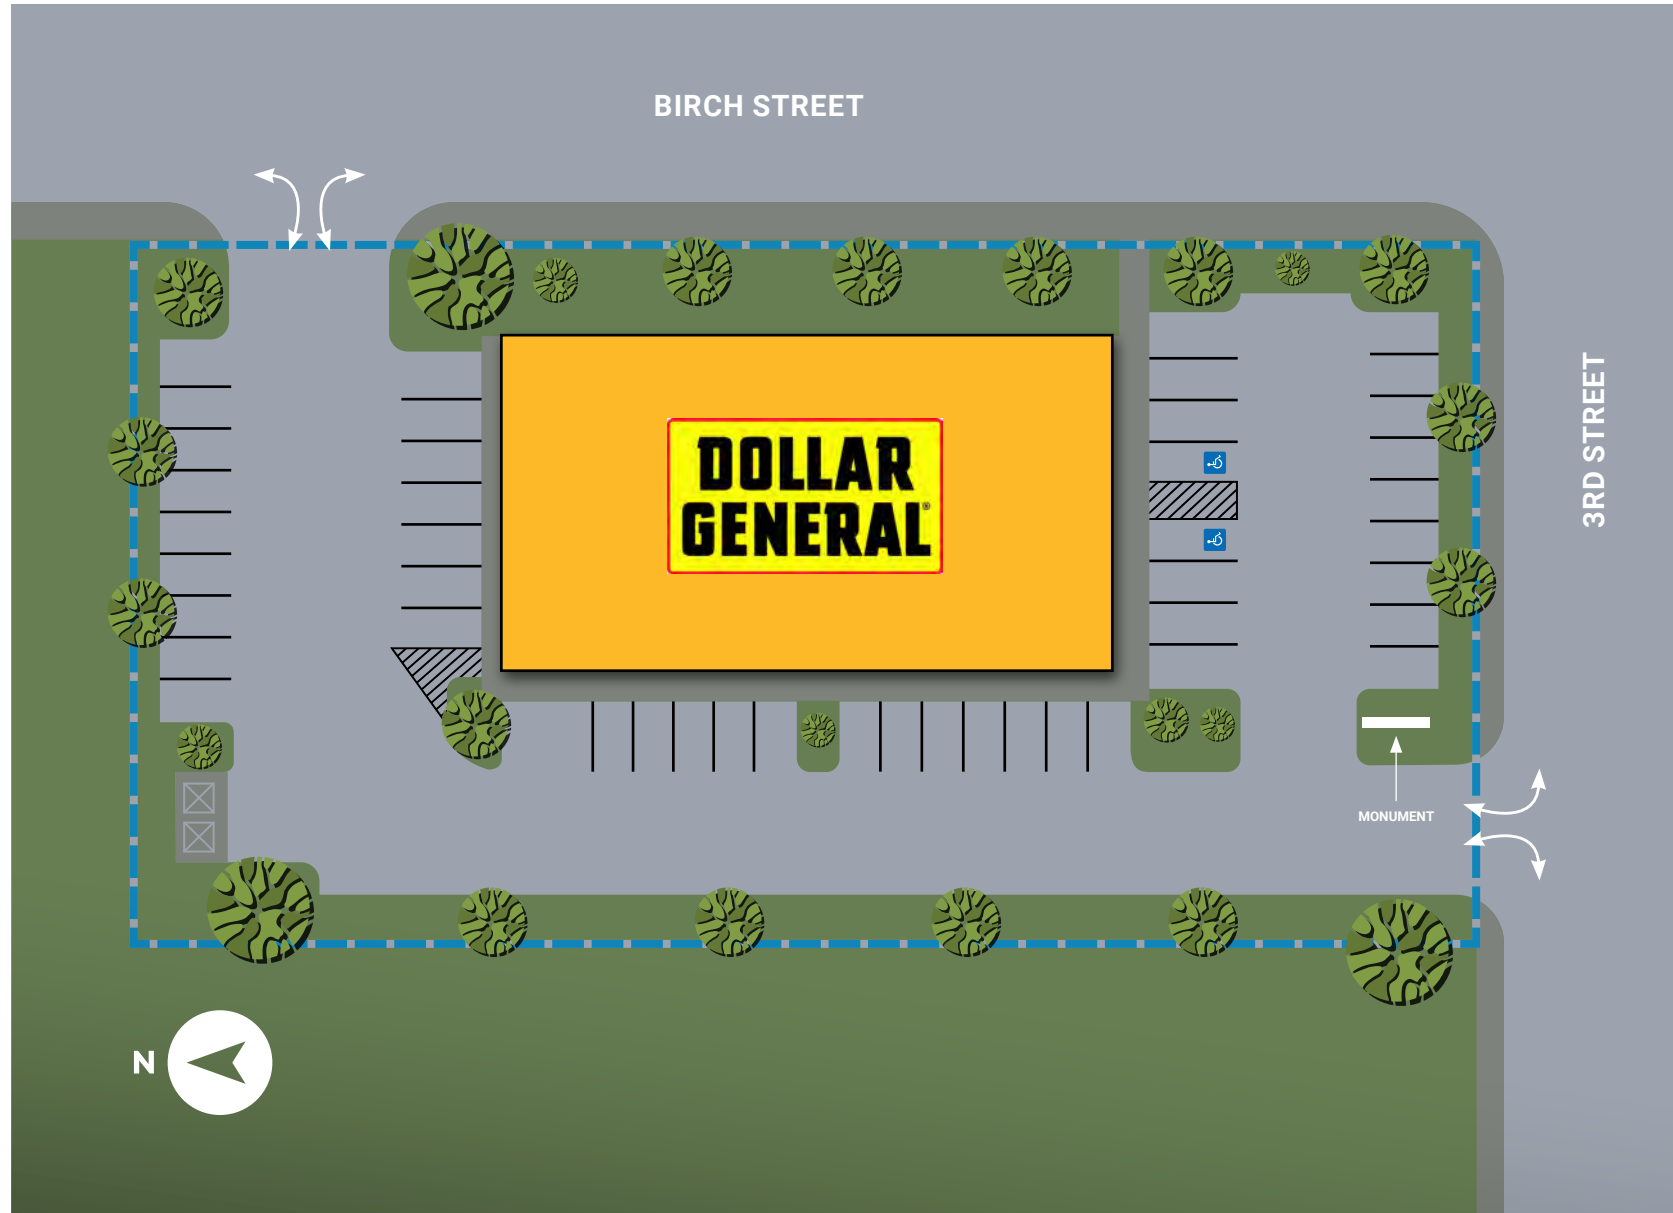 BIRCH STREET
3RD STREET
DOLLAR
GENERAL®
MONUMENT
N